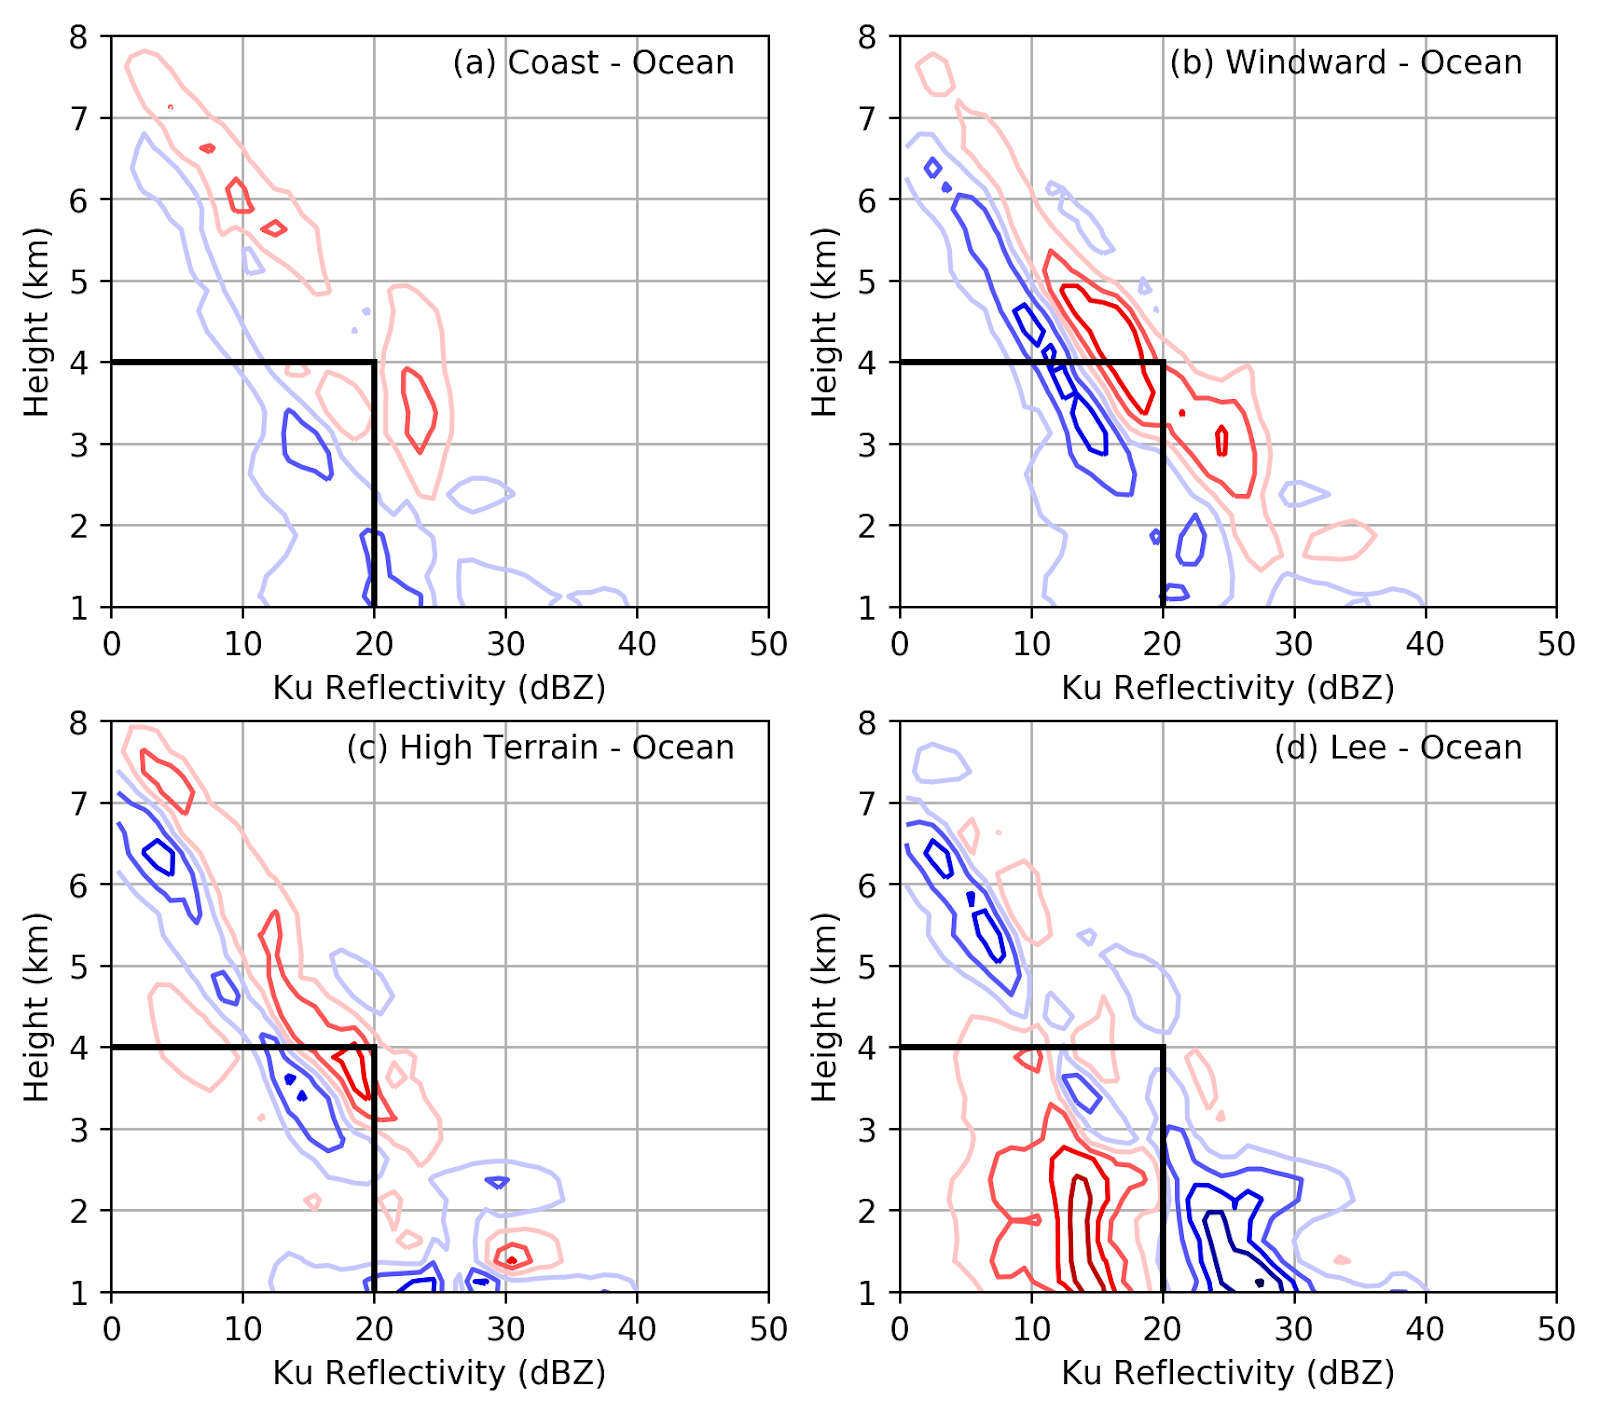 (a) Coast - Ocean
8
7
6
5
4
3
2
1
Height (km)
0 10 20 30 40 50
Ku Reflectivity (dBZ)
(b) Windward - Ocean
8
7
6
5
4
3
2
1
Height (km)
0 10 20 30 40 50
Ku Reflectivity (dBZ)
(c) High Terrain - Ocean
8
7
6
5
4
3
2
1
Height (km)
0 10 20 30 40 50
Ku Reflectivity (dBZ)
(d) Lee - Ocean
8
7
6
5
4
3
2
1
Height (km)
0 10 20 30 40 50
Ku Reflectivity (dBZ)